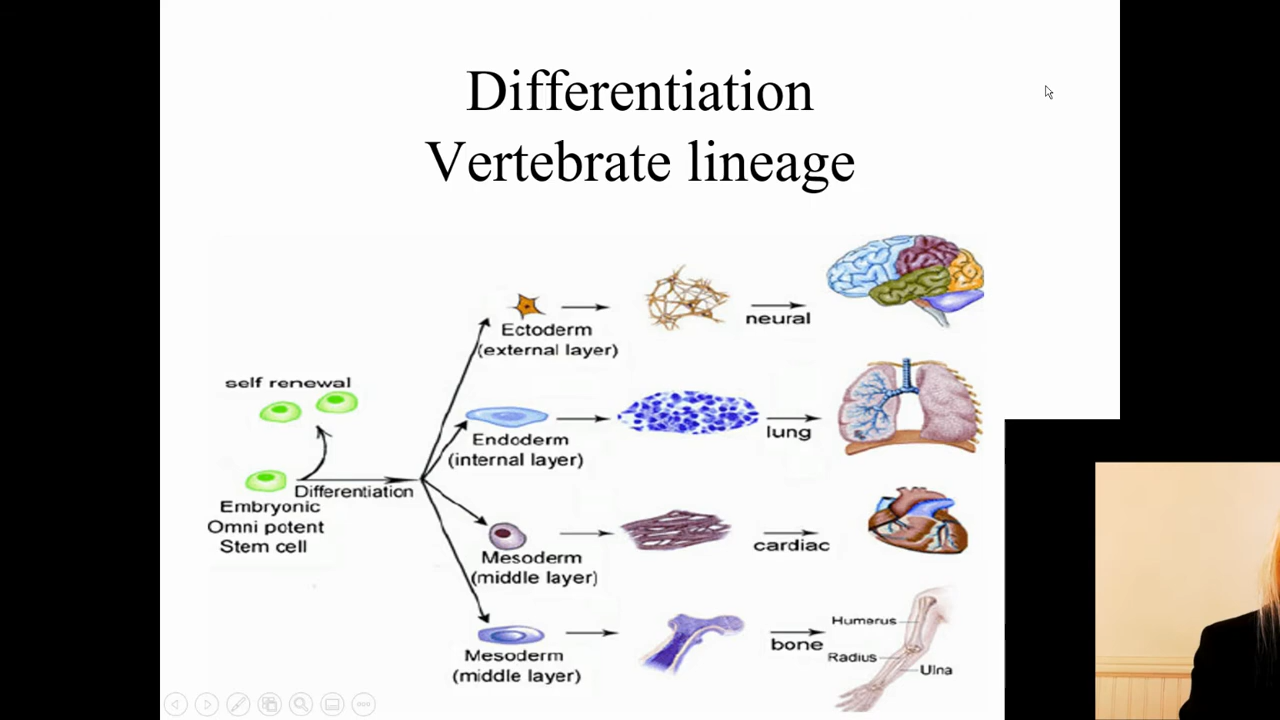 Differentiation
Vertebrate lineage
Ectoderm
(external layer)
neural
self renewal
Endoderm
(internal layer)
lung
Differentiation
Embryonic
Omni potent
Stem cell
Mesoderm
(middle layer)
cardiac
Mesoderm
(middle layer)
bone
Humerus
Radius
Ulna